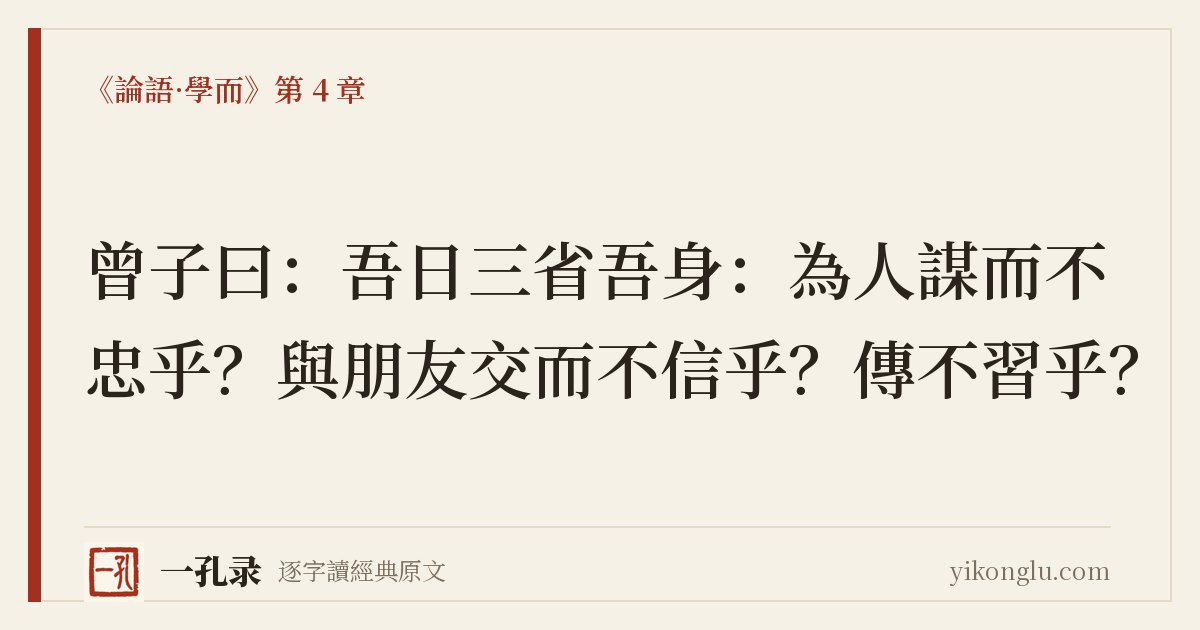 《論語·學而》第 4 章
曾子曰：吾日三省吾身：為人謀而不
忠乎？與朋友交而不信乎？傳不習乎？
一孔
一孔录 逐字讀經典原文
yikonglu.com